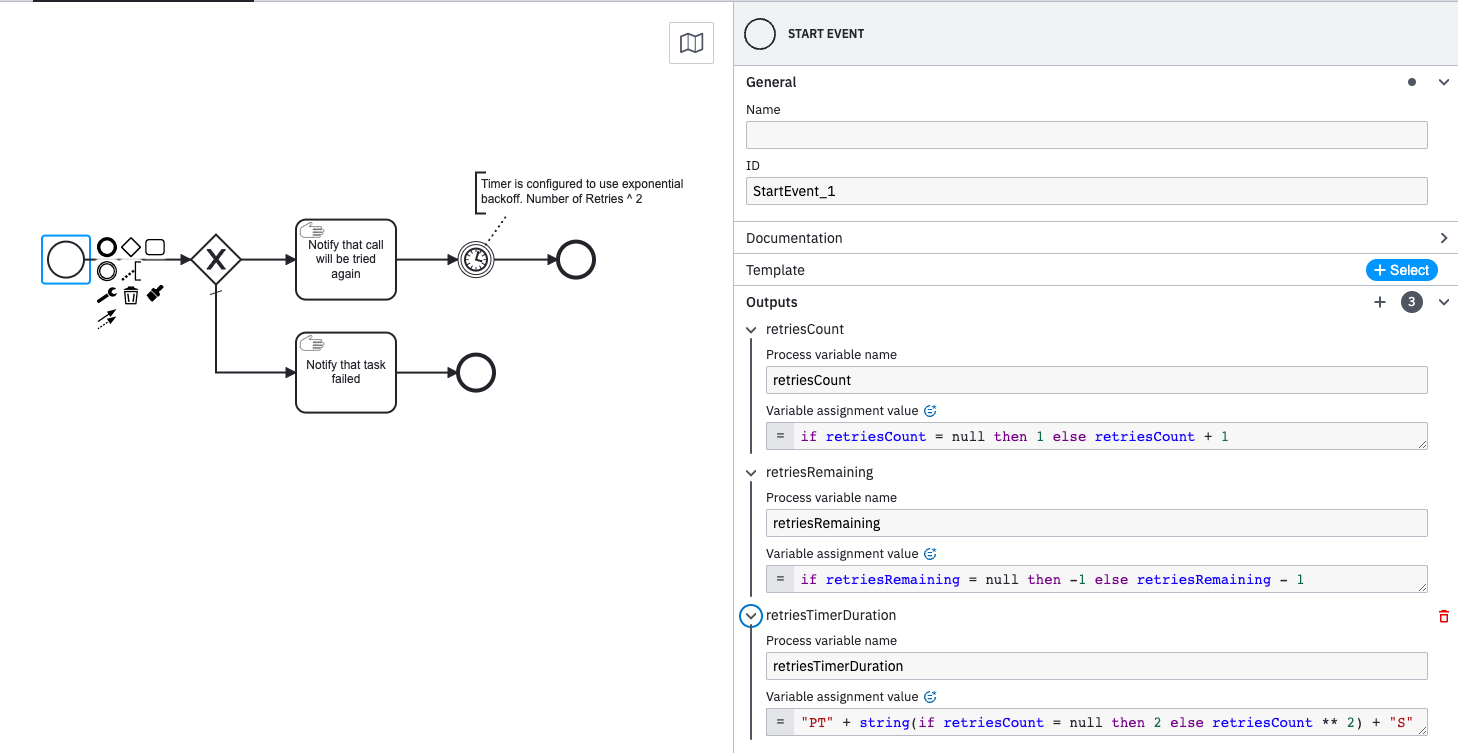 START EVENT
General
Name
ID
StartEvent_1
Documentation
Template
Select
Outputs
3
retriesCount
Process variable name
retriesCount
Variable assignment value
= if retriesCount = null then 1 else retriesCount + 1
retriesRemaining
Process variable name
retriesRemaining
Variable assignment value
= if retriesRemaining = null then -1 else retriesRemaining - 1
retriesTimerDuration
Process variable name
retriesTimerDuration
Variable assignment value
= "PT" + string(if retriesCount = null then 2 else retriesCount ** 2) + "S"
Timer is configured to use exponential
backoff. Number of Retries ^ 2
Notify that call
will be tried
again
Notify that task
failed